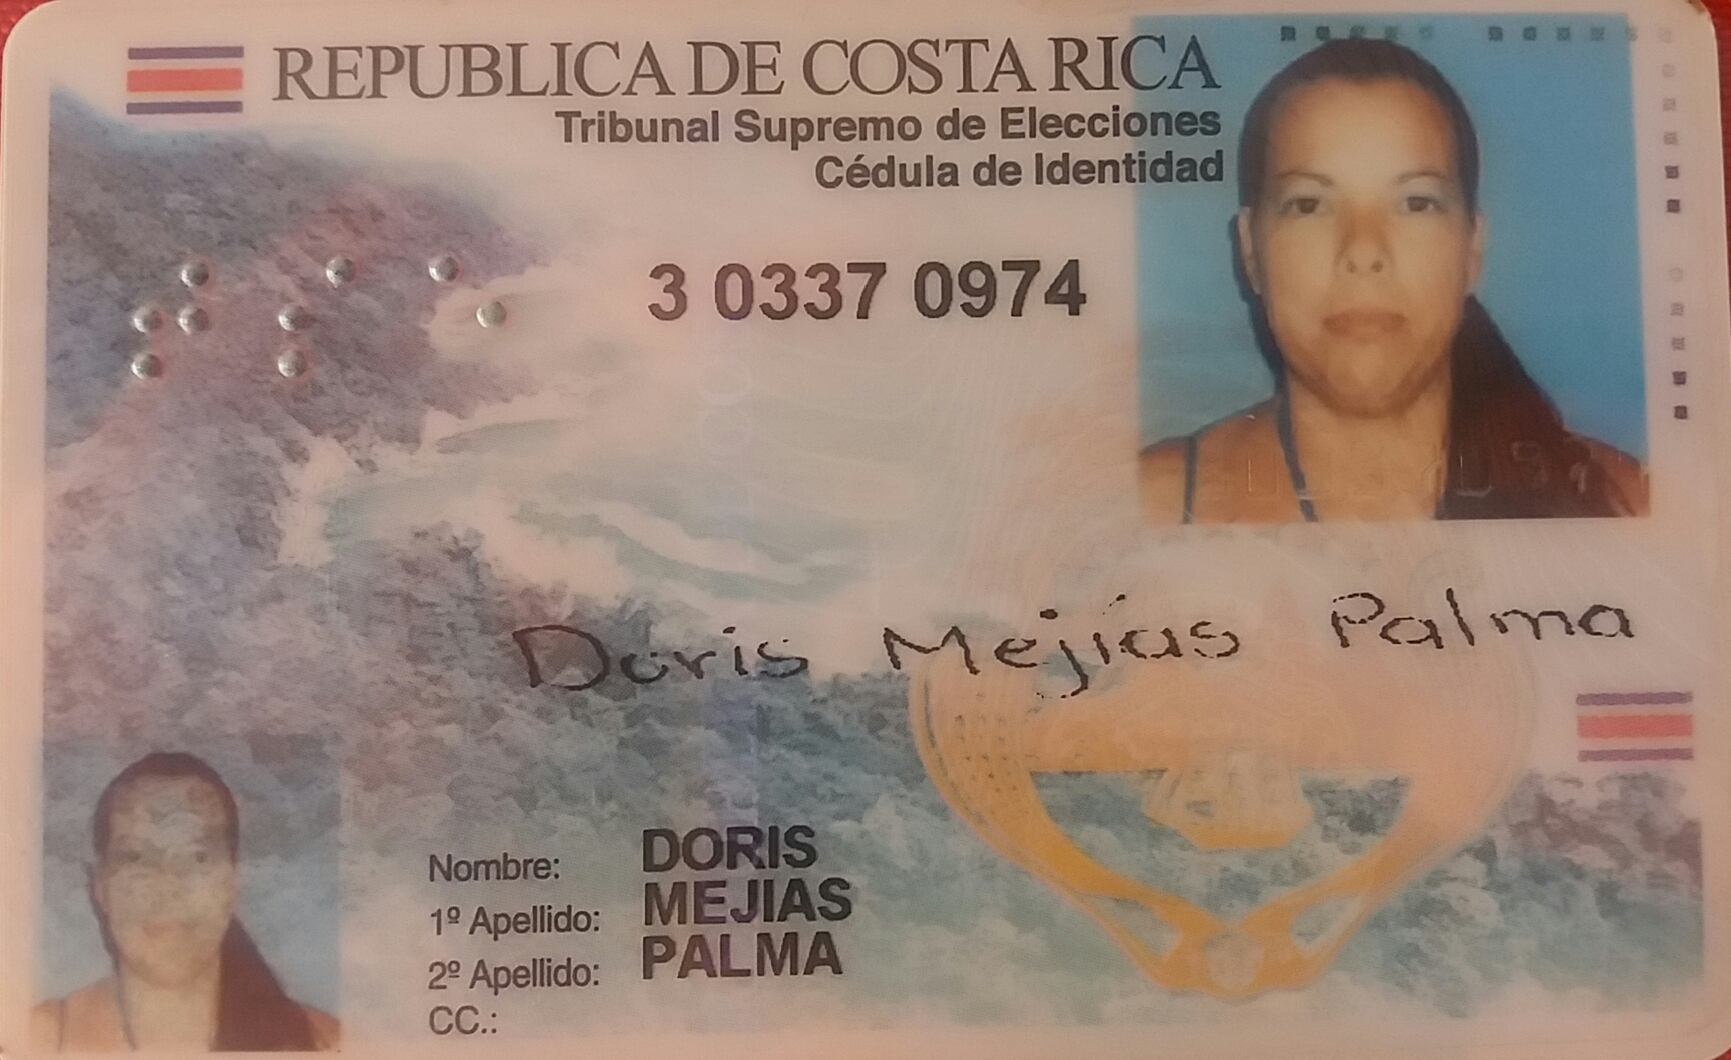 REPUBLICA DE COSTA RICA
Tribunal Supremo de Elecciones
Cédula de Identidad
3 0337 0974
Doris Mejías Palma
Nombre: DORIS
1º Apellido: MEJIAS
2º Apellido: PALMA
CC.: